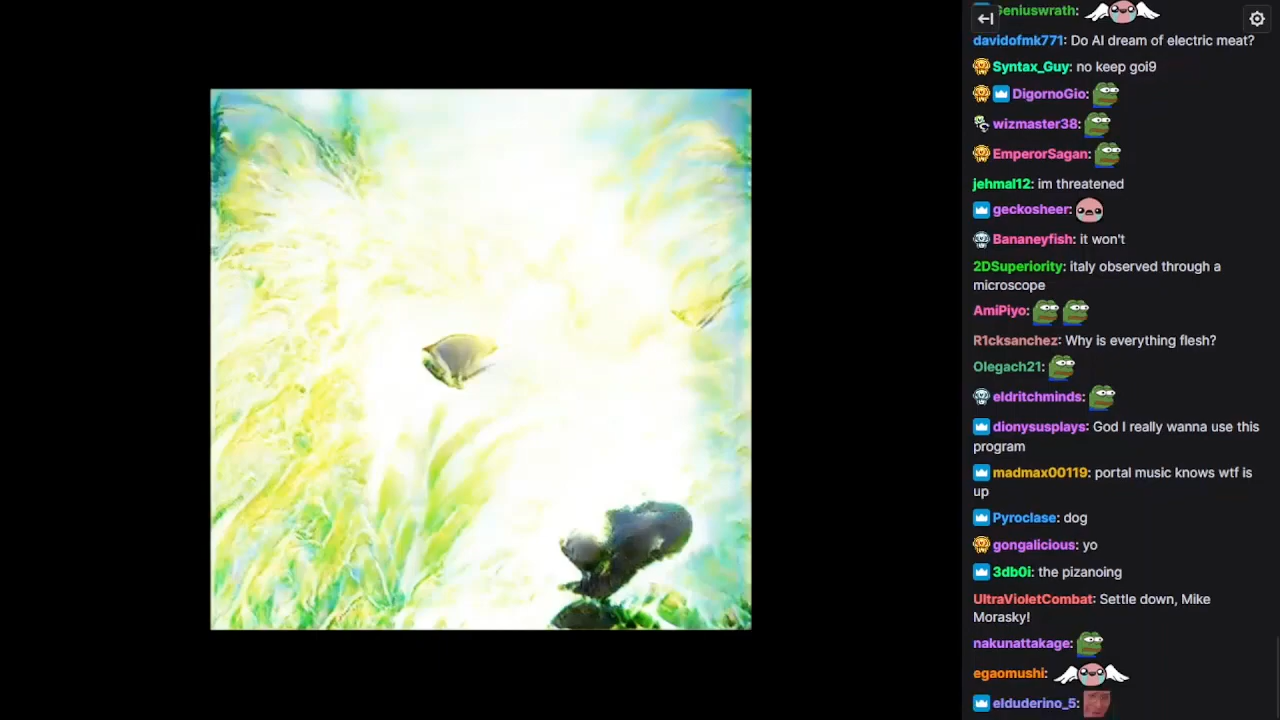 Geniuswrath:
davidofmk771: Do AI dream of electric meat?
Syntax_Guy: no keep goi9
DigornoGio:
wizmaster38:
EmperorSagan:
jehmal12: im threatened
geckosheer:
Bananeyfish: it won't
2DSuperiority: italy observed through a
microscope
AmiPiyo:
R1cksanchez: Why is everything flesh?
Olegach21:
eldritchminds:
dionysusplays: God I really wanna use this
program
madmax00119: portal music knows wtf is
up
Pyroclase: dog
gongalicious: yo
3db0i: the pizanoing
UltraVioletCombat: Settle down, Mike
Morasky!
nakunattakage:
egaomushi:
elduderino_5: